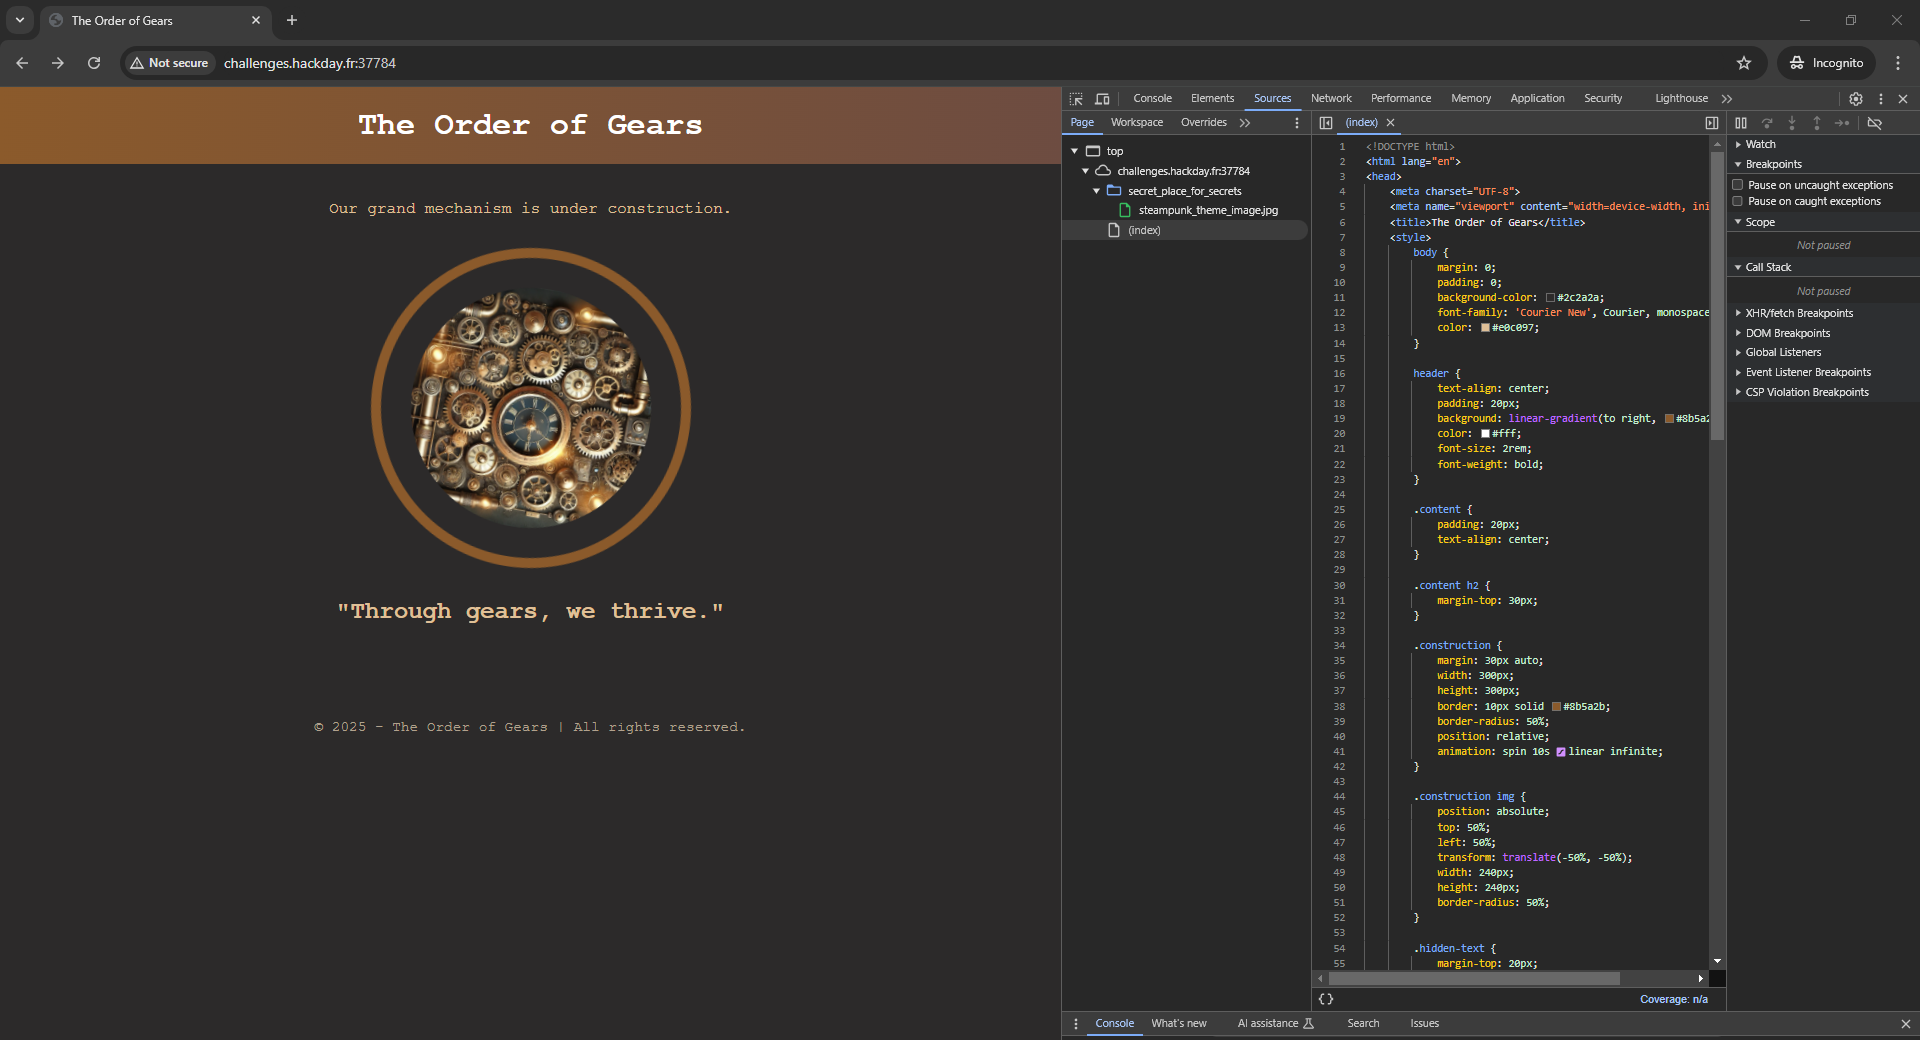 The Order of Gears
Not secure
challenges.hackday.fr:37784
Incognito
The Order of Gears
Our grand mechanism is under construction.
"Through gears, we thrive."
© 2025 - The Order of Gears | All rights reserved.
Console Elements Sources Network Performance Memory Application Security Lighthouse
Page Workspace Overrides
(index)
top
challenges.hackday.fr:37784
secret_place_for_secrets
steampunk_theme_image.jpg
(index)
1 <!DOCTYPE html>
2 <html lang="en">
3 <head>
4 <meta charset="UTF-8">
5 <meta name="viewport" content="width=device-width, ini
6 <title>The Order of Gears</title>
7 <style>
8 body {
9 margin: 0;
10 padding: 0;
11 background-color: #2c2a2a;
12 font-family: 'Courier New', Courier, monospace
13 color: #e0c097;
14 }
15
16 header {
17 text-align: center;
18 padding: 20px;
19 background: linear-gradient(to right, #8b5a2
20 color: #fff;
21 font-size: 2rem;
22 font-weight: bold;
23 }
24
25 .content {
26 padding: 20px;
27 text-align: center;
28 }
29
30 .content h2 {
31 margin-top: 30px;
32 }
33
34 .construction {
35 margin: 30px auto;
36 width: 300px;
37 height: 300px;
38 border: 10px solid #8b5a2b;
39 border-radius: 50%;
40 position: relative;
41 animation: spin 10s linear infinite;
42 }
43
44 .construction img {
45 position: absolute;
46 top: 50%;
47 left: 50%;
48 transform: translate(-50%, -50%);
49 width: 240px;
50 height: 240px;
51 border-radius: 50%;
52 }
53
54 .hidden-text {
55 margin-top: 20px;
{}
Coverage: n/a
Watch
Breakpoints
Pause on uncaught exceptions
Pause on caught exceptions
Scope
Not paused
Call Stack
Not paused
XHR/fetch Breakpoints
DOM Breakpoints
Global Listeners
Event Listener Breakpoints
CSP Violation Breakpoints
Console What's new AI assistance Search Issues